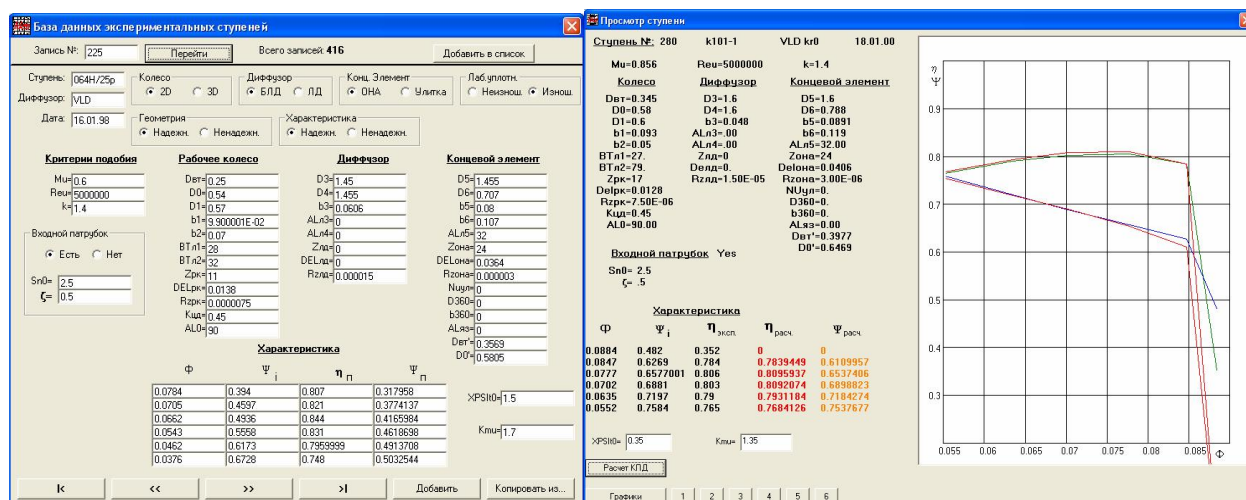 База данных экспериментальных ступеней
Запись №: 225 Перейти Всего записей: 416 Добавить в список
Ступень: 064H/25p
Диффузор: VLD
Дата: 16.01.98
Колесо
2D 3D
Диффузор
БЛД ЛД
Конц. Элемент
ОНА Улитка
Лаб.уплотн.
Неизнош. Изнош.
Геометрия
Надежн. Ненадежн.
Характеристика
Надежн. Ненадежн.
Критерии подобия
Mu= 0.6
Reu= 5000000
k= 1.4
Входной патрубок
Есть Нет
Sn0= 2.5
ζ= 0.5
Рабочее колесо
Dвт= 0.25
D0= 0.54
D1= 0.57
b1= 9.900001E-02
b2= 0.07
BTл1= 28
BTл2= 32
Zрк= 11
DELрк= 0.0138
Rzрк= 0.0000075
Kцд= 0.45
AL0= 90
Диффузор
D3= 1.45
D4= 1.455
b3= 0.0606
ALл3= 0
ALл4= 0
Zлд= 0
DELлд= 0
Rzлд= 0.000015
Концевой элемент
D5= 1.455
D6= 0.707
b5= 0.08
b6= 0.107
ALл5= 32
Zона= 24
DELона= 0.0364
Rzона= 0.000003
Nuул= 0
D360= 0
b360= 0
ALяз= 0
Dвт'= 0.3569
D0'= 0.5805
Характеристика
Ф Ψ i η п Ψ п
0.0784 0.394 0.807 0.317958
0.0705 0.4597 0.821 0.3774137
0.0662 0.4936 0.844 0.4165984
0.0543 0.5558 0.831 0.4618698
0.0462 0.6173 0.7959999 0.4913708
0.0376 0.6728 0.748 0.5032544
XPSIt0= 1.5
Kmu= 1.7
|< << >> >| Добавить Копировать из...
Просмотр ступени
Ступень №: 280 k101-1 VLD kr0 18.01.00
Mu=0.856 Reu=5000000 k=1.4
Колесо Диффузор Концевой элемент
Dвт=0.345 D3=1.6 D5=1.6
D0=0.58 D4=1.6 D6=0.788
D1=0.6 b3=0.048 b5=0.0891
b1=0.093 ALл3=.00 b6=0.119
b2=0.05 ALл4=.00 ALл5=32.00
BTл1=27. Zлд=0 Zона=24
BTл2=79. Delлд=0. Delона=0.0406
Zрк=17 Rzлд=1.50E-05 Rzона=3.00E-06
Delрк=0.0128 NUул=0.
Rzрк=7.50E-06 D360=0.
Kцд=0.45 b360=0.
AL0=90.00 ALяз=0.00
Dвт'=0.3977
D0'=0.6469
Входной патрубок Yes
Sn0= 2.5
ζ= .5
Характеристика
Ф Ψ i η эксп. η расч. Ψ расч.
0.0884 0.482 0.352 0 0
0.0847 0.6269 0.784 0.7839449 0.6109957
0.0777 0.6577001 0.806 0.8095937 0.6537406
0.0702 0.6881 0.803 0.8092074 0.6898823
0.0635 0.7197 0.79 0.7931184 0.7184274
0.0552 0.7584 0.765 0.7684126 0.7537677
XPSIt0= 0.35 Kmu= 1.35
Расчет КПД
Графики 1 2 3 4 5 6
η
Ψ
0.9
0.8
0.7
0.6
0.5
0.4
0.3
0.055 0.06 0.065 0.07 0.075 0.08 0.085 Ф